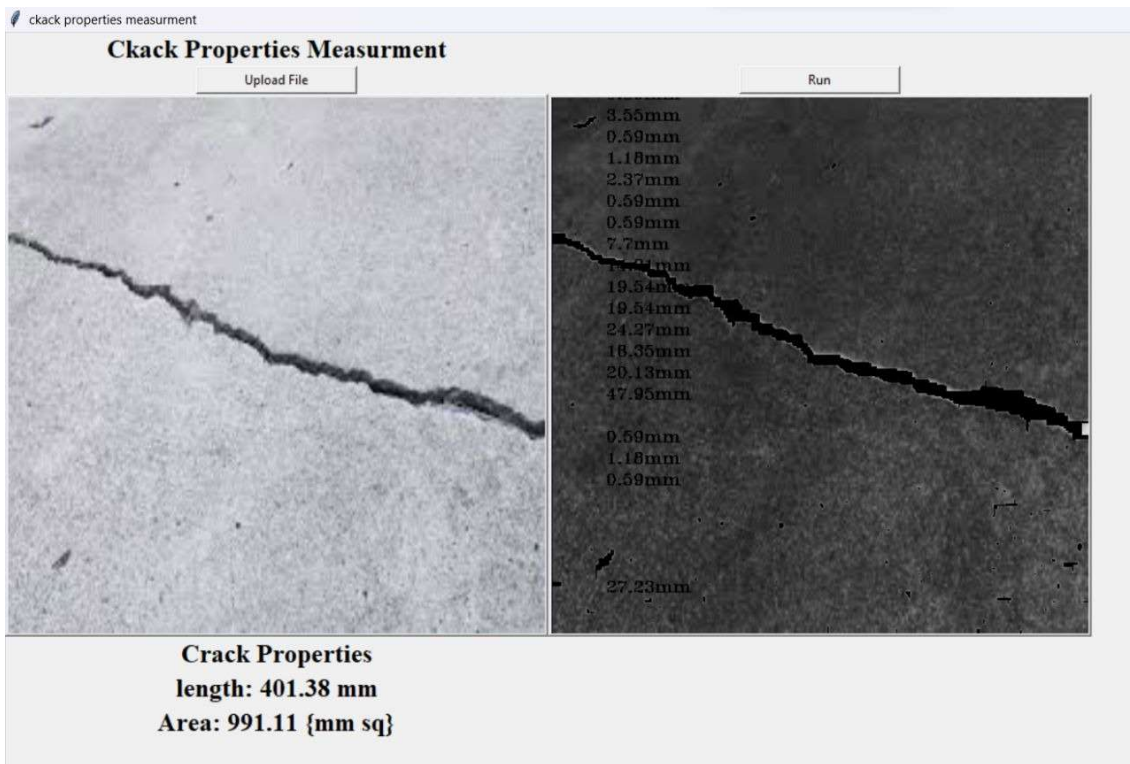 ckack properties measurment
Ckack Properties Measurment
Upload File
Run
3.55mm
0.59mm
1.18mm
2.37mm
0.59mm
0.59mm
7.7mm
19.54mm
19.54mm
24.27mm
18.35mm
20.13mm
47.95mm
0.59mm
1.18mm
0.59mm
27.23mm
Crack Properties
length: 401.38 mm
Area: 991.11 {mm sq}